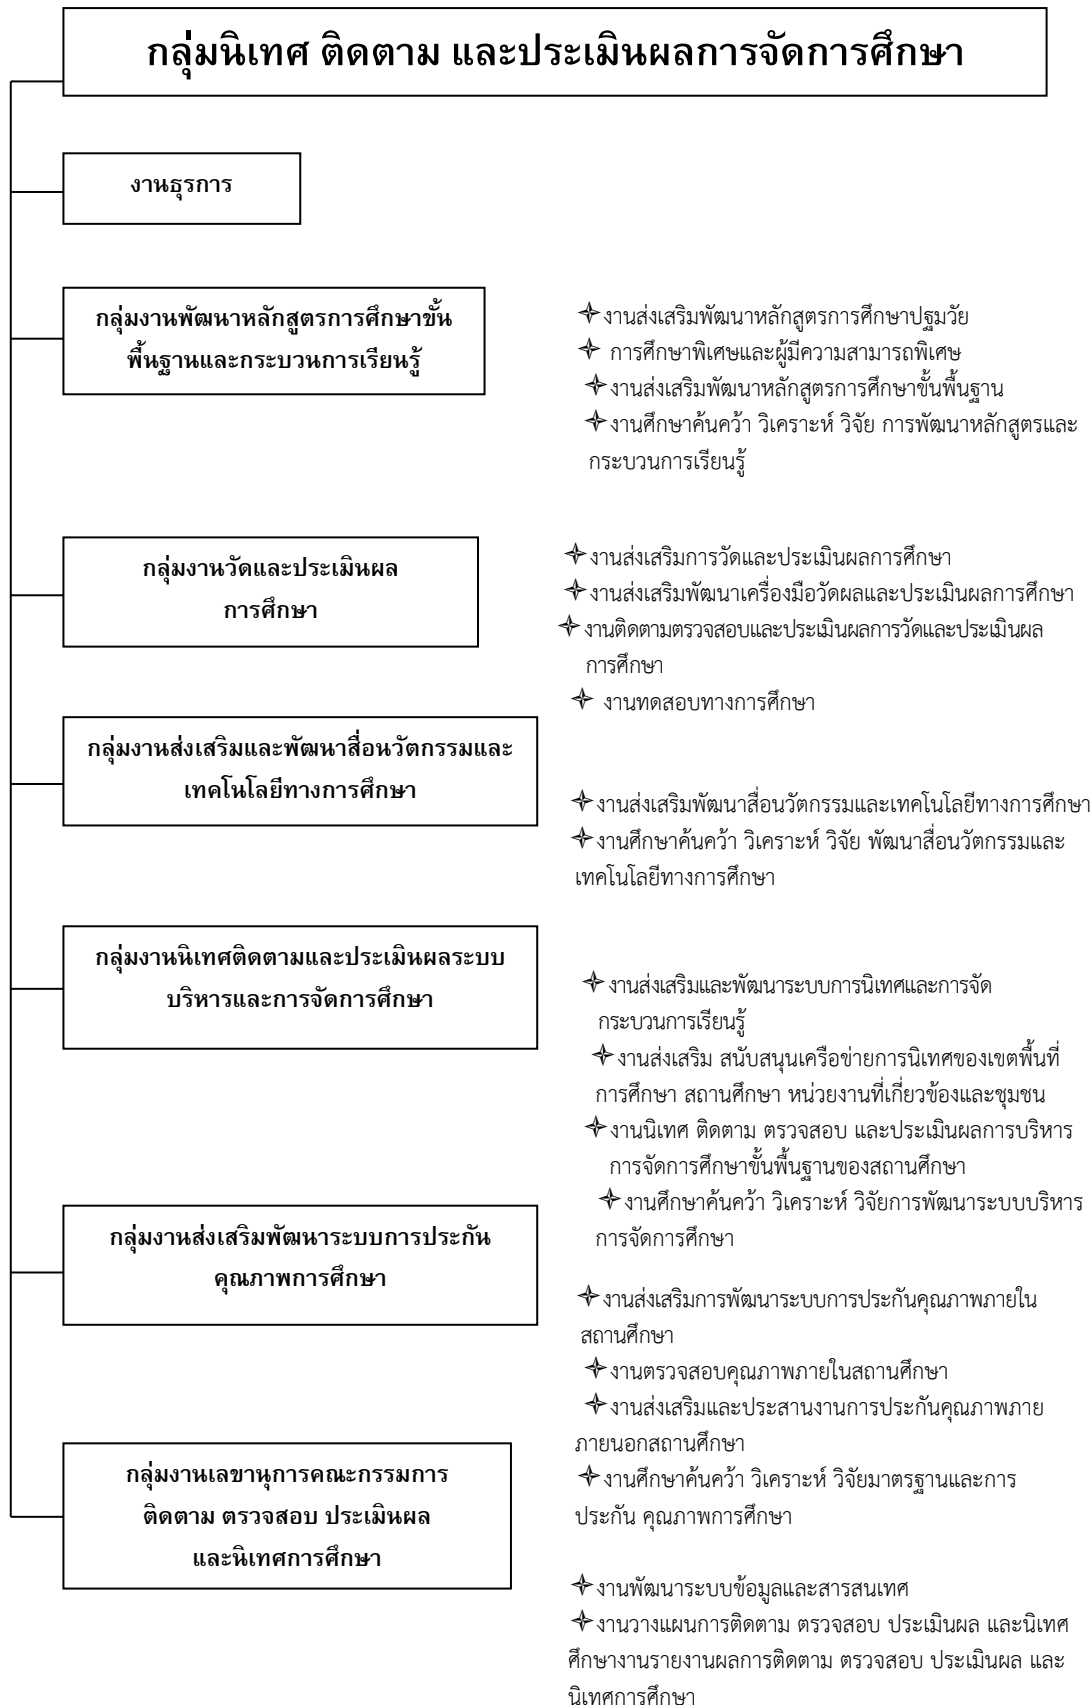 กลุ่มนิเทศ ติดตาม และประเมินผลการจัดการศึกษา
งานธุรการ
กลุ่มงานพัฒนาหลักสูตรการศึกษาขั้น
พื้นฐานและกระบวนการเรียนรู้
งานส่งเสริมพัฒนาหลักสูตรการศึกษาปฐมวัย
การศึกษาพิเศษและผู้มีความสามารถพิเศษ
งานส่งเสริมพัฒนาหลักสูตรการศึกษาขั้นพื้นฐาน
งานศึกษาค้นคว้า วิเคราะห์ วิจัย การพัฒนาหลักสูตรและ
กระบวนการเรียนรู้
กลุ่มงานวัดและประเมินผล
การศึกษา
งานส่งเสริมการวัดและประเมินผลการศึกษา
งานส่งเสริมพัฒนาเครื่องมือวัดผลและประเมินผลการศึกษา
งานติดตามตรวจสอบและประเมินผลการวัดและประเมินผล
การศึกษา
งานทดสอบทางการศึกษา
กลุ่มงานส่งเสริมและพัฒนาสื่อนวัตกรรมและ
เทคโนโลยีทางการศึกษา
งานส่งเสริมพัฒนาสื่อนวัตกรรมและเทคโนโลยีทางการศึกษา
งานศึกษาค้นคว้า วิเคราะห์ วิจัย พัฒนาสื่อนวัตกรรมและ
เทคโนโลยีทางการศึกษา
กลุ่มงานนิเทศติดตามและประเมินผลระบบ
บริหารและการจัดการศึกษา
งานส่งเสริมและพัฒนาระบบการนิเทศและการจัด
กระบวนการเรียนรู้
งานส่งเสริม สนับสนุนเครือข่ายการนิเทศของเขตพื้นที่
การศึกษา สถานศึกษา หน่วยงานที่เกี่ยวข้องและชุมชน
งานนิเทศ ติดตาม ตรวจสอบ และประเมินผลการบริหาร
การจัดการศึกษาขั้นพื้นฐานของสถานศึกษา
งานศึกษาค้นคว้า วิเคราะห์ วิจัยการพัฒนาระบบบริหาร
การจัดการศึกษา
กลุ่มงานส่งเสริมพัฒนาระบบการประกัน
คุณภาพการศึกษา
งานส่งเสริมการพัฒนาระบบการประกันคุณภาพภายใน
สถานศึกษา
งานตรวจสอบคุณภาพภายในสถานศึกษา
งานส่งเสริมและประสานงานการประกันคุณภาพภาย
ภายนอกสถานศึกษา
งานศึกษาค้นคว้า วิเคราะห์ วิจัยมาตรฐานและการ
ประกัน คุณภาพการศึกษา
กลุ่มงานเลขานุการคณะกรรมการ
ติดตาม ตรวจสอบ ประเมินผล
และนิเทศการศึกษา
งานพัฒนาระบบข้อมูลและสารสนเทศ
งานวางแผนการติดตาม ตรวจสอบ ประเมินผล และนิเทศ
ศึกษางานรายงานผลการติดตาม ตรวจสอบ ประเมินผล และ
นิเทศการศึกษา